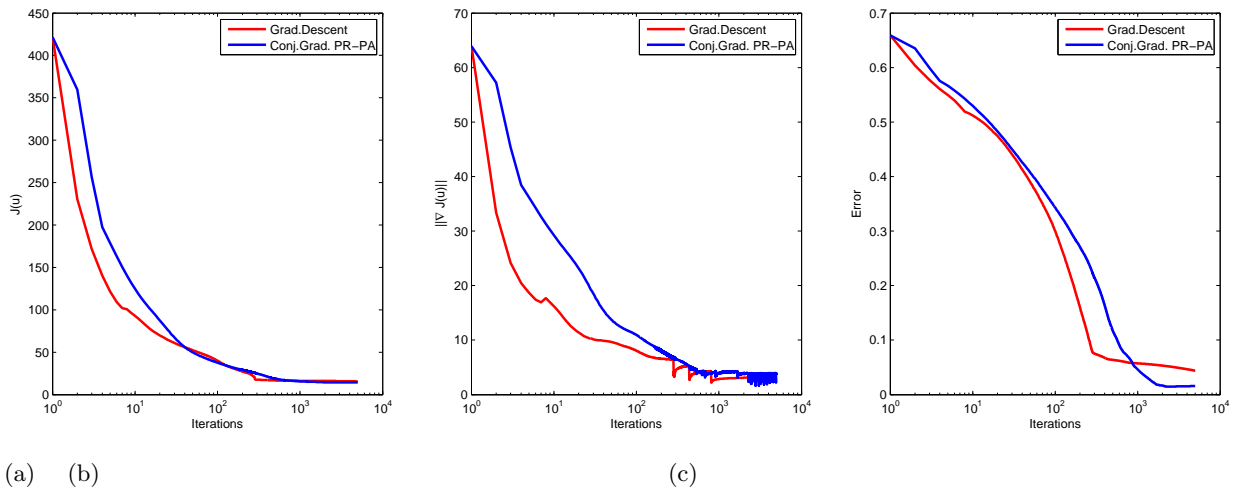 450
400
350
300
250
200
150
100
50
0
J(u)
10^0 10^1 10^2 10^3 10^4
Iterations
Grad.Descent
Conj.Grad. PR−PA
70
60
50
40
30
20
10
0
||∇ J(u)||
10^0 10^1 10^2 10^3 10^4
Iterations
Grad.Descent
Conj.Grad. PR−PA
0.7
0.6
0.5
0.4
0.3
0.2
0.1
0
Error
10^0 10^1 10^2 10^3 10^4
Iterations
Grad.Descent
Conj.Grad. PR−PA
(a) (b) (c)